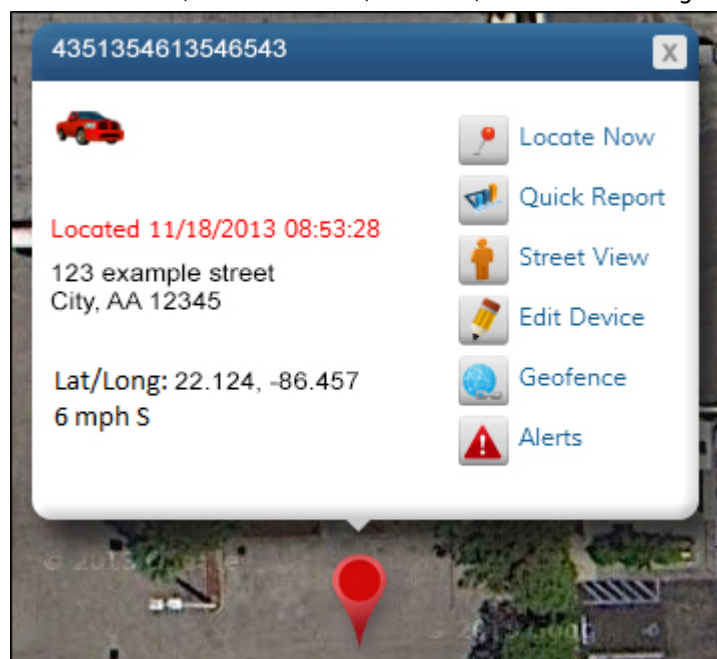 4351354613546543
X
Located 11/18/2013 08:53:28
123 example street
City, AA 12345
Lat/Long: 22.124, -86.457
6 mph S
Locate Now
Quick Report
Street View
Edit Device
Geofence
Alerts